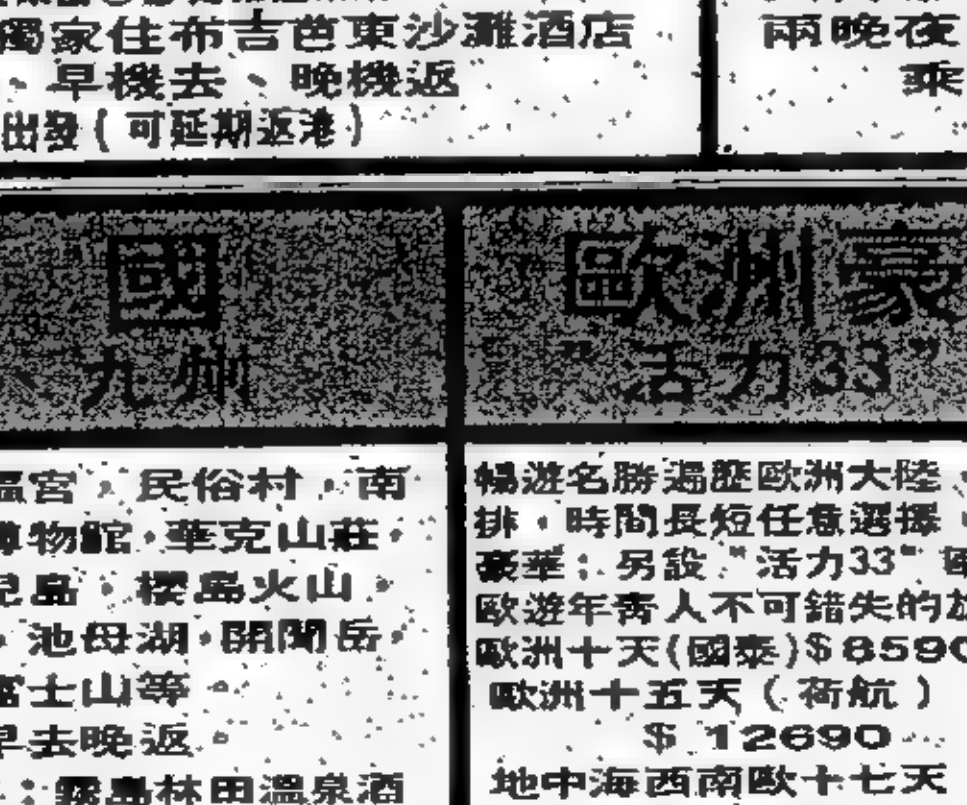 獨家住布吉芭東沙灘酒店
、早機去、晚機返
出發(可延期返港)
兩晚夜
乘
國
九州
歐洲豪
"活力33"
宮、民俗村、南
博物館·華克山莊·
兒島·櫻島火山·
·池母湖·開聞岳·
富士山等。
早去晚返。
：霧島林田溫泉酒
暢遊名勝遍歷歐洲大陸，
排，時間長短任意選擇
豪華：另設"活力33"
歐遊年青人不可錯失的
歐洲十天(國泰)$8590
歐洲十五天(荷航)
$12690
地中海西南歐十七天